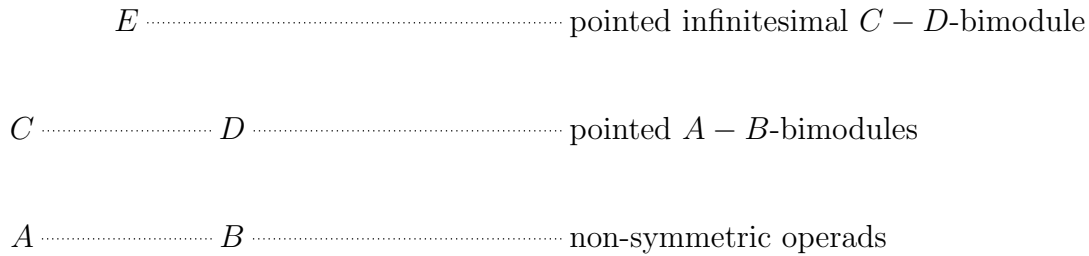 E pointed infinitesimal C − D-bimodule
C D pointed A − B-bimodules
A B non-symmetric operads